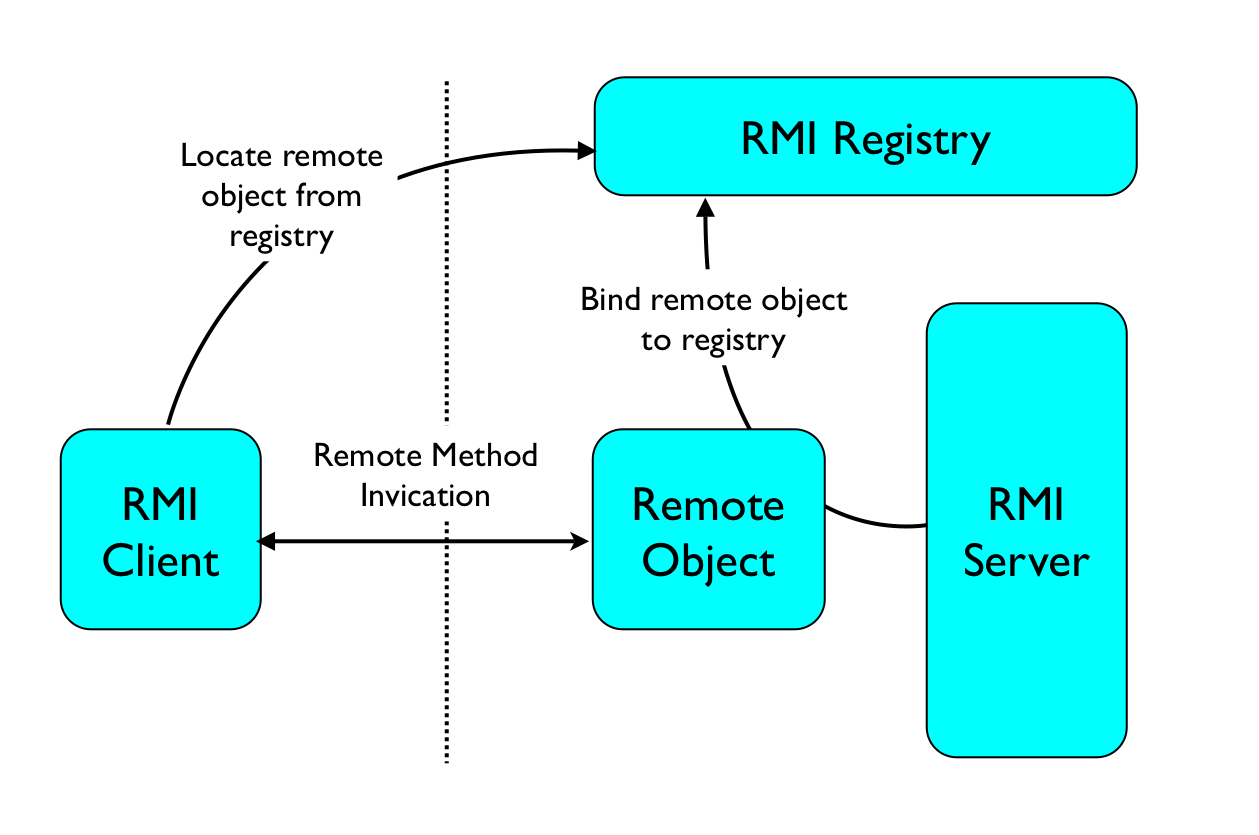 RMI Registry
Locate remote
object from
registry
Bind remote object
to registry
Remote Method
Invication
RMI
Client
Remote
Object
RMI
Server